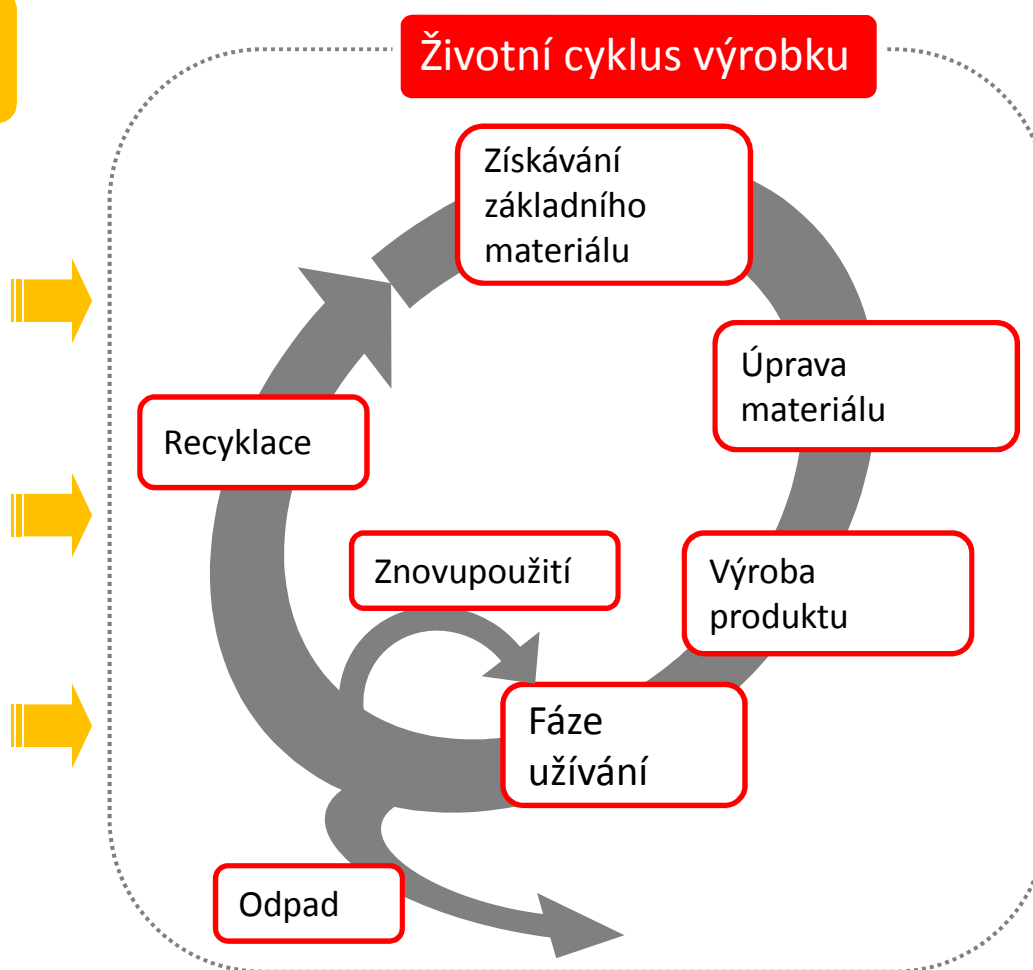 Životní cyklus výrobku
Získávání
základního
materiálu
Úprava
materiálu
Recyklace
Znovupoužití
Výroba
produktu
Fáze
užívání
Odpad